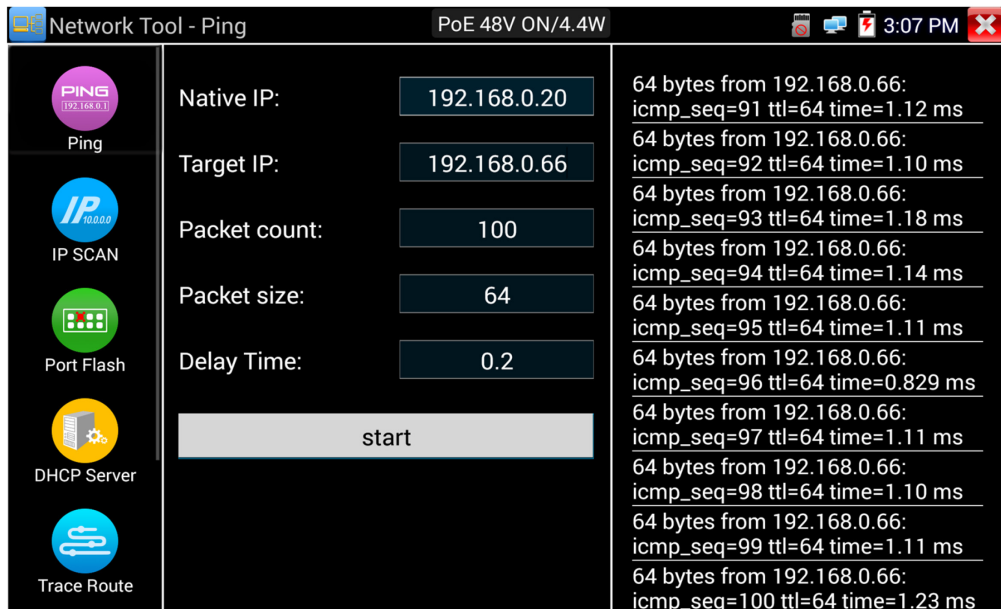 Network Tool - Ping
PoE 48V ON/4.4W
3:07 PM
PING
192.168.0.1
Ping
IP
10.0.0.0
IP SCAN
Port Flash
DHCP Server
Trace Route
Native IP: 192.168.0.20
Target IP: 192.168.0.66
Packet count: 100
Packet size: 64
Delay Time: 0.2
start
64 bytes from 192.168.0.66:
icmp_seq=91 ttl=64 time=1.12 ms
64 bytes from 192.168.0.66:
icmp_seq=92 ttl=64 time=1.10 ms
64 bytes from 192.168.0.66:
icmp_seq=93 ttl=64 time=1.18 ms
64 bytes from 192.168.0.66:
icmp_seq=94 ttl=64 time=1.14 ms
64 bytes from 192.168.0.66:
icmp_seq=95 ttl=64 time=1.11 ms
64 bytes from 192.168.0.66:
icmp_seq=96 ttl=64 time=0.829 ms
64 bytes from 192.168.0.66:
icmp_seq=97 ttl=64 time=1.11 ms
64 bytes from 192.168.0.66:
icmp_seq=98 ttl=64 time=1.10 ms
64 bytes from 192.168.0.66:
icmp_seq=99 ttl=64 time=1.11 ms
64 bytes from 192.168.0.66:
icmp_seq=100 ttl=64 time=1.23 ms